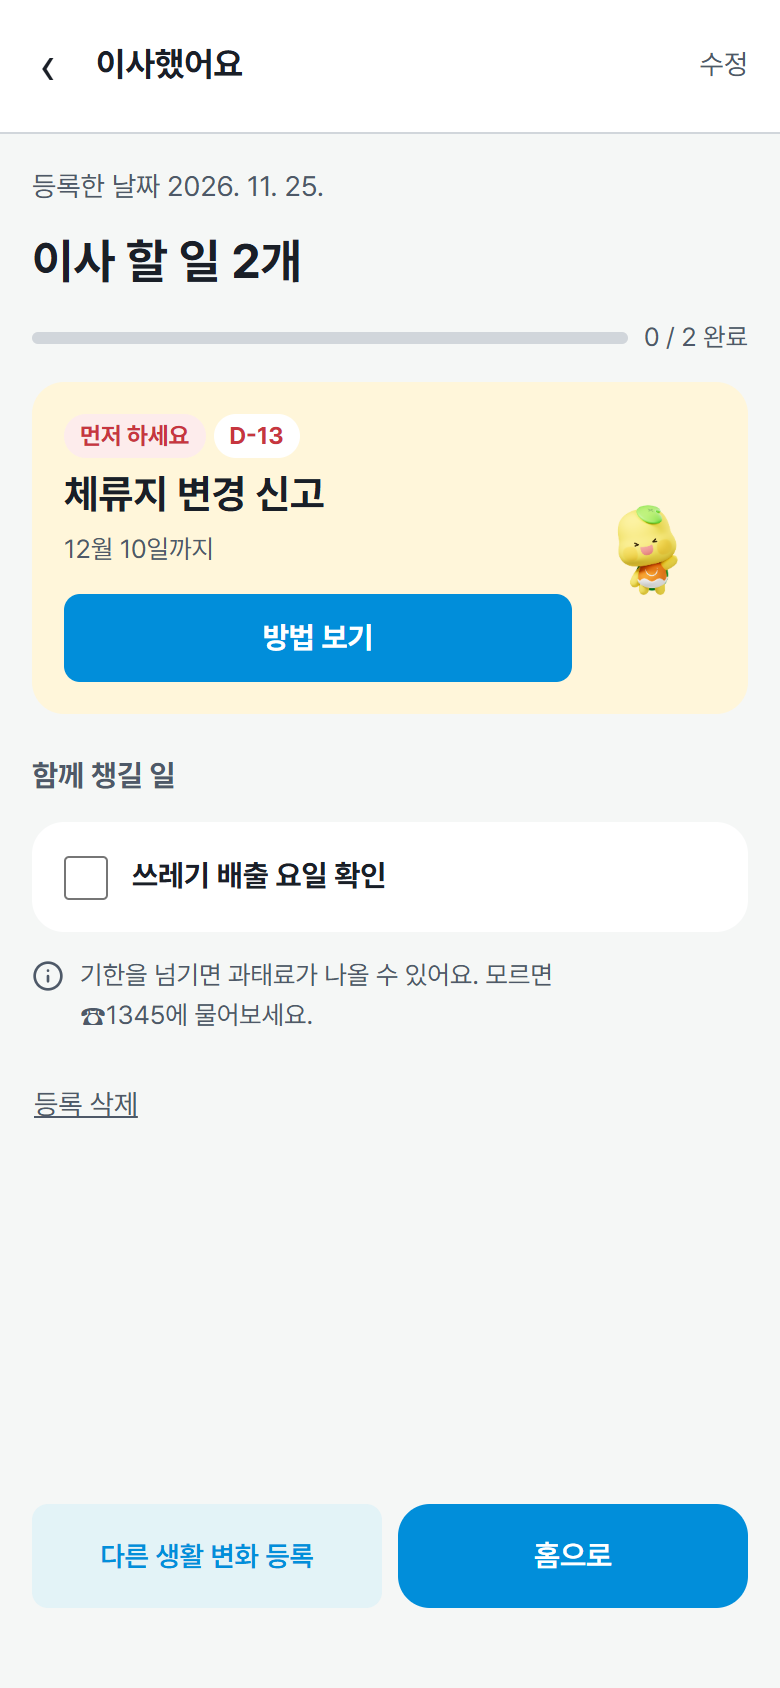 ‹ 이사했어요 수정
등록한 날짜 2026. 11. 25.
이사 할 일 2개
0 / 2 완료
먼저 하세요 D-13
체류지 변경 신고
12월 10일까지
방법 보기
함께 챙길 일
쓰레기 배출 요일 확인
기한을 넘기면 과태료가 나올 수 있어요. 모르면
☎1345에 물어보세요.
등록 삭제
다른 생활 변화 등록 홈으로